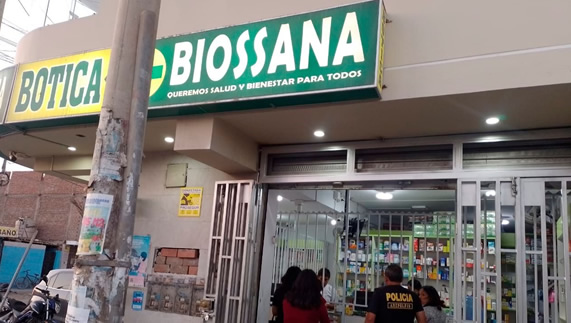 BOTICA
BIOSSANA
QUEREMOS SALUD Y BIENESTAR PARA TODOS
POLICIA